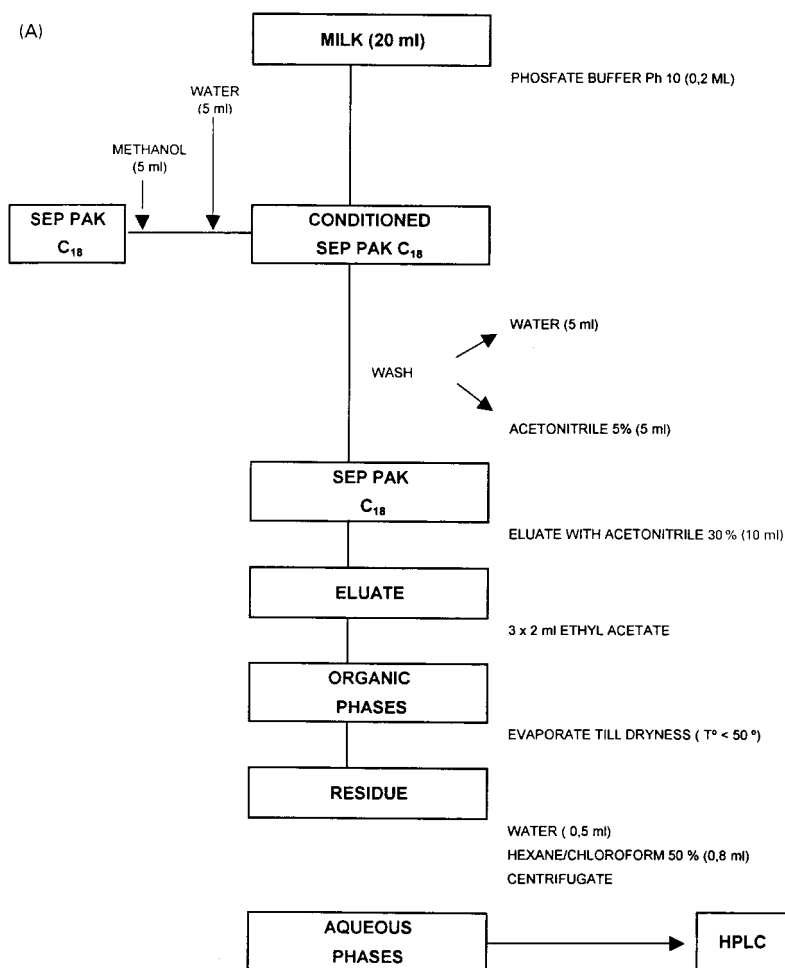 (A)
MILK (20 ml)
PHOSFATE BUFFER Ph 10 (0,2 ML)
WATER
(5 ml)
METHANOL
(5 ml)
SEP PAK
C18
CONDITIONED
SEP PAK C18
WATER (5 ml)
WASH
ACETONITRILE 5% (5 ml)
SEP PAK
C18
ELUATE WITH ACETONITRILE 30 % (10 ml)
ELUATE
3 x 2 ml ETHYL ACETATE
ORGANIC
PHASES
EVAPORATE TILL DRYNESS ( Tº < 50 º)
RESIDUE
WATER ( 0,5 ml)
HEXANE/CHLOROFORM 50 % (0,8 ml)
CENTRIFUGATE
AQUEOUS
PHASES
HPLC